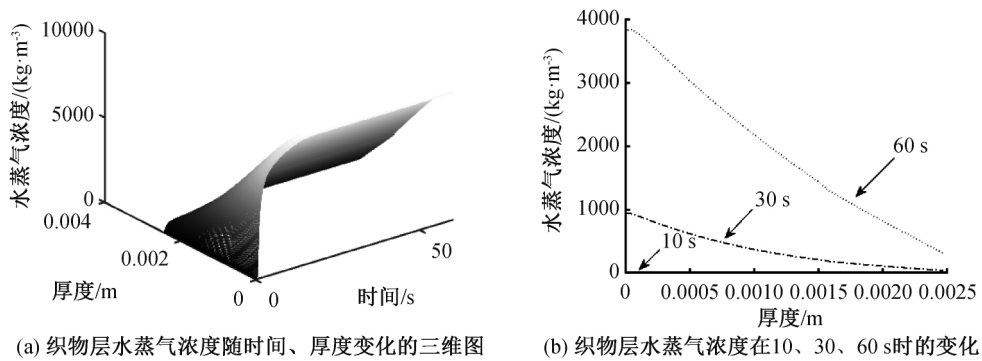 10000
5000
0
0.004
0.002
0
0
50
水蒸气浓度/(kg·m⁻³)
厚度/m
时间/s
(a) 织物层水蒸气浓度随时间、厚度变化的三维图
4000
3000
2000
1000
0
水蒸气浓度/(kg·m⁻³)
60 s
30 s
10 s
0
0.0005
0.0010
0.0015
0.0020
0.0025
厚度/m
(b) 织物层水蒸气浓度在10、30、60 s时的变化